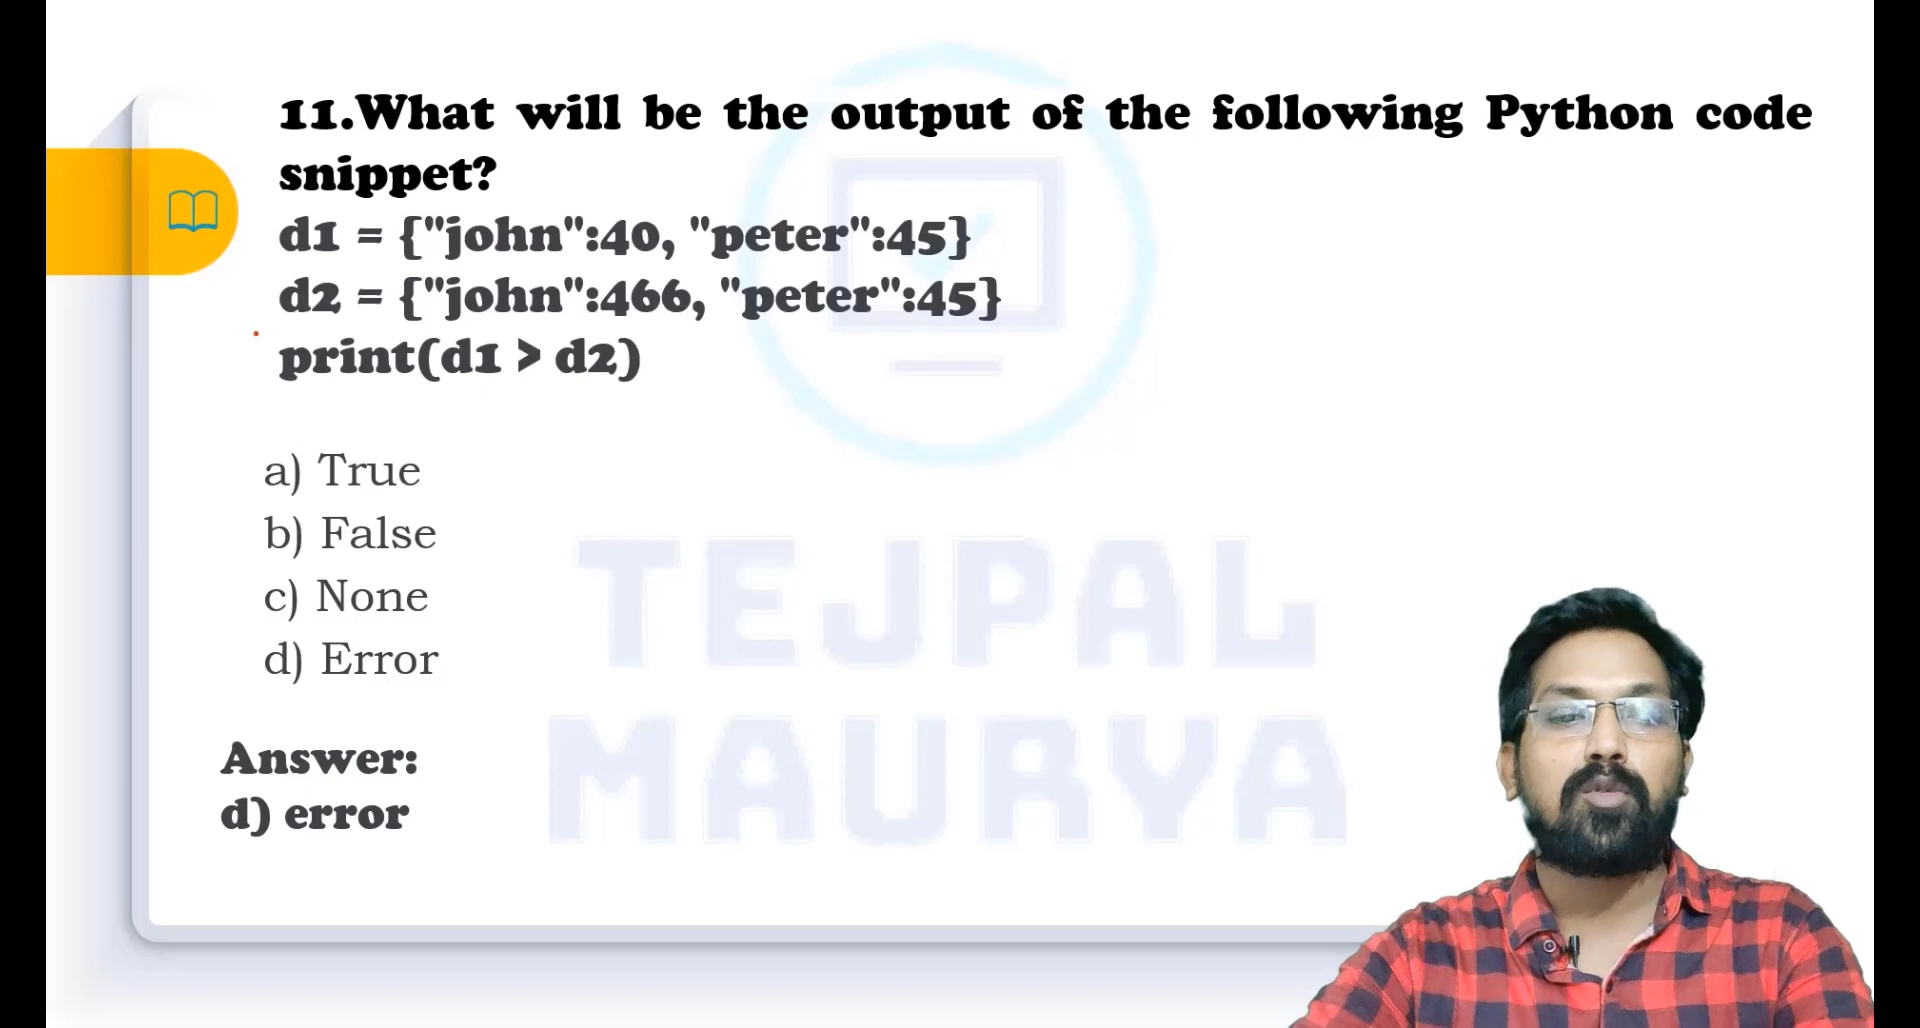 11.What will be the output of the following Python code
snippet?
d1 = {"john":40, "peter":45}
d2 = {"john":466, "peter":45}
print(d1 > d2)
a) True
b) False
c) None
d) Error
Answer:
d) error
TEJPAL
MAURYA